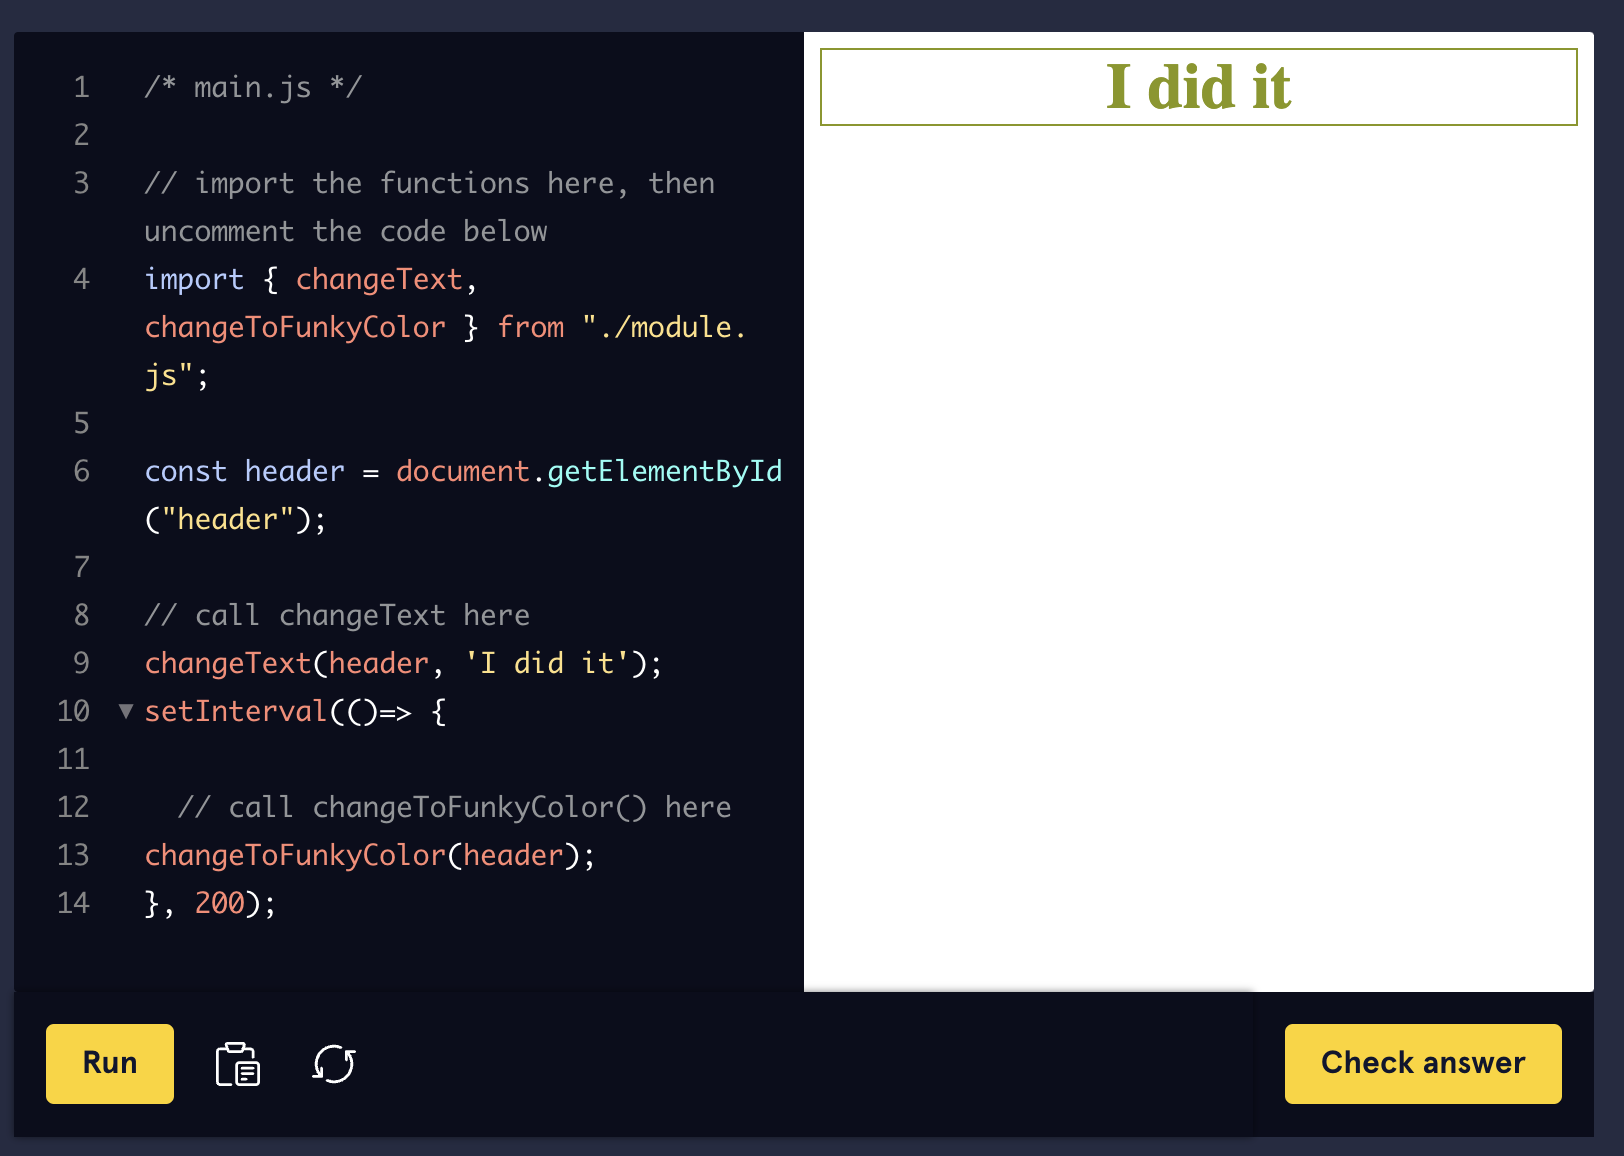 1 /* main.js */
2
3 // import the functions here, then
uncomment the code below
4 import { changeText,
changeToFunkyColor } from "./module.
js";
5
6 const header = document.getElementById
("header");
7
8 // call changeText here
9 changeText(header, 'I did it');
10 setInterval(()=> {
11
12 // call changeToFunkyColor() here
13 changeToFunkyColor(header);
14 }, 200);
I did it
Run
Check answer